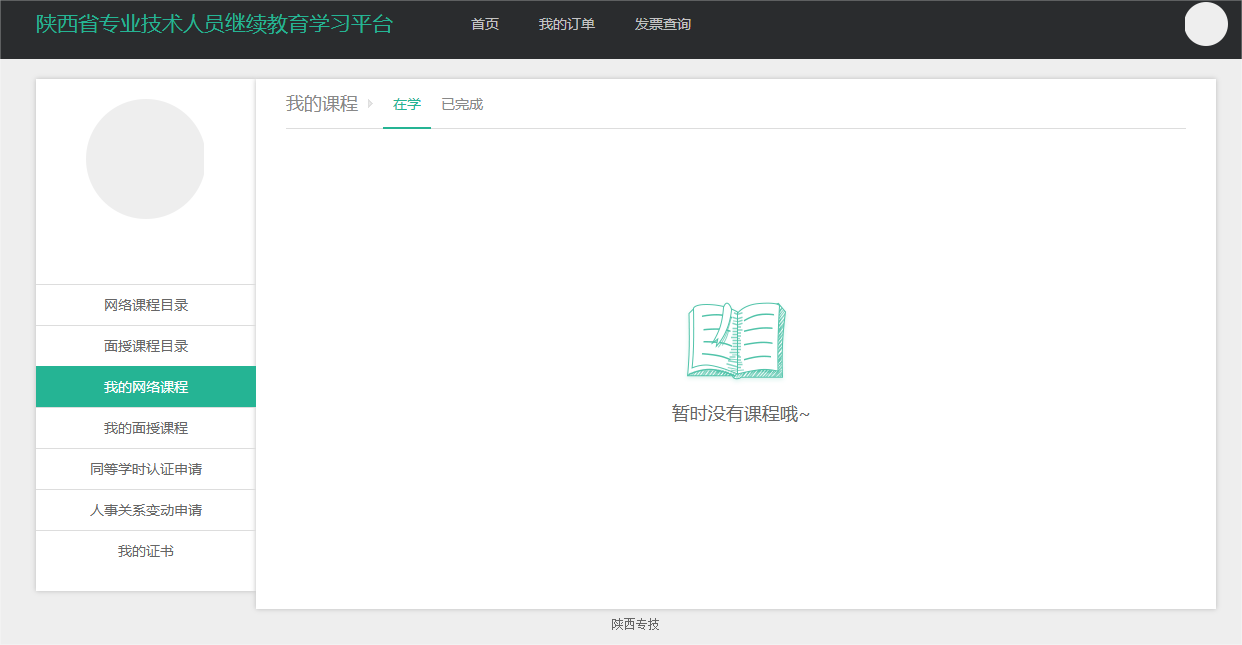 陕西省专业技术人员继续教育学习平台 首页 我的订单 发票查询
我的课程 在学 已完成
网络课程目录
面授课程目录
我的网络课程
我的面授课程
同等学时认证申请
人事关系变动申请
我的证书
暂时没有课程哦~
陕西专技